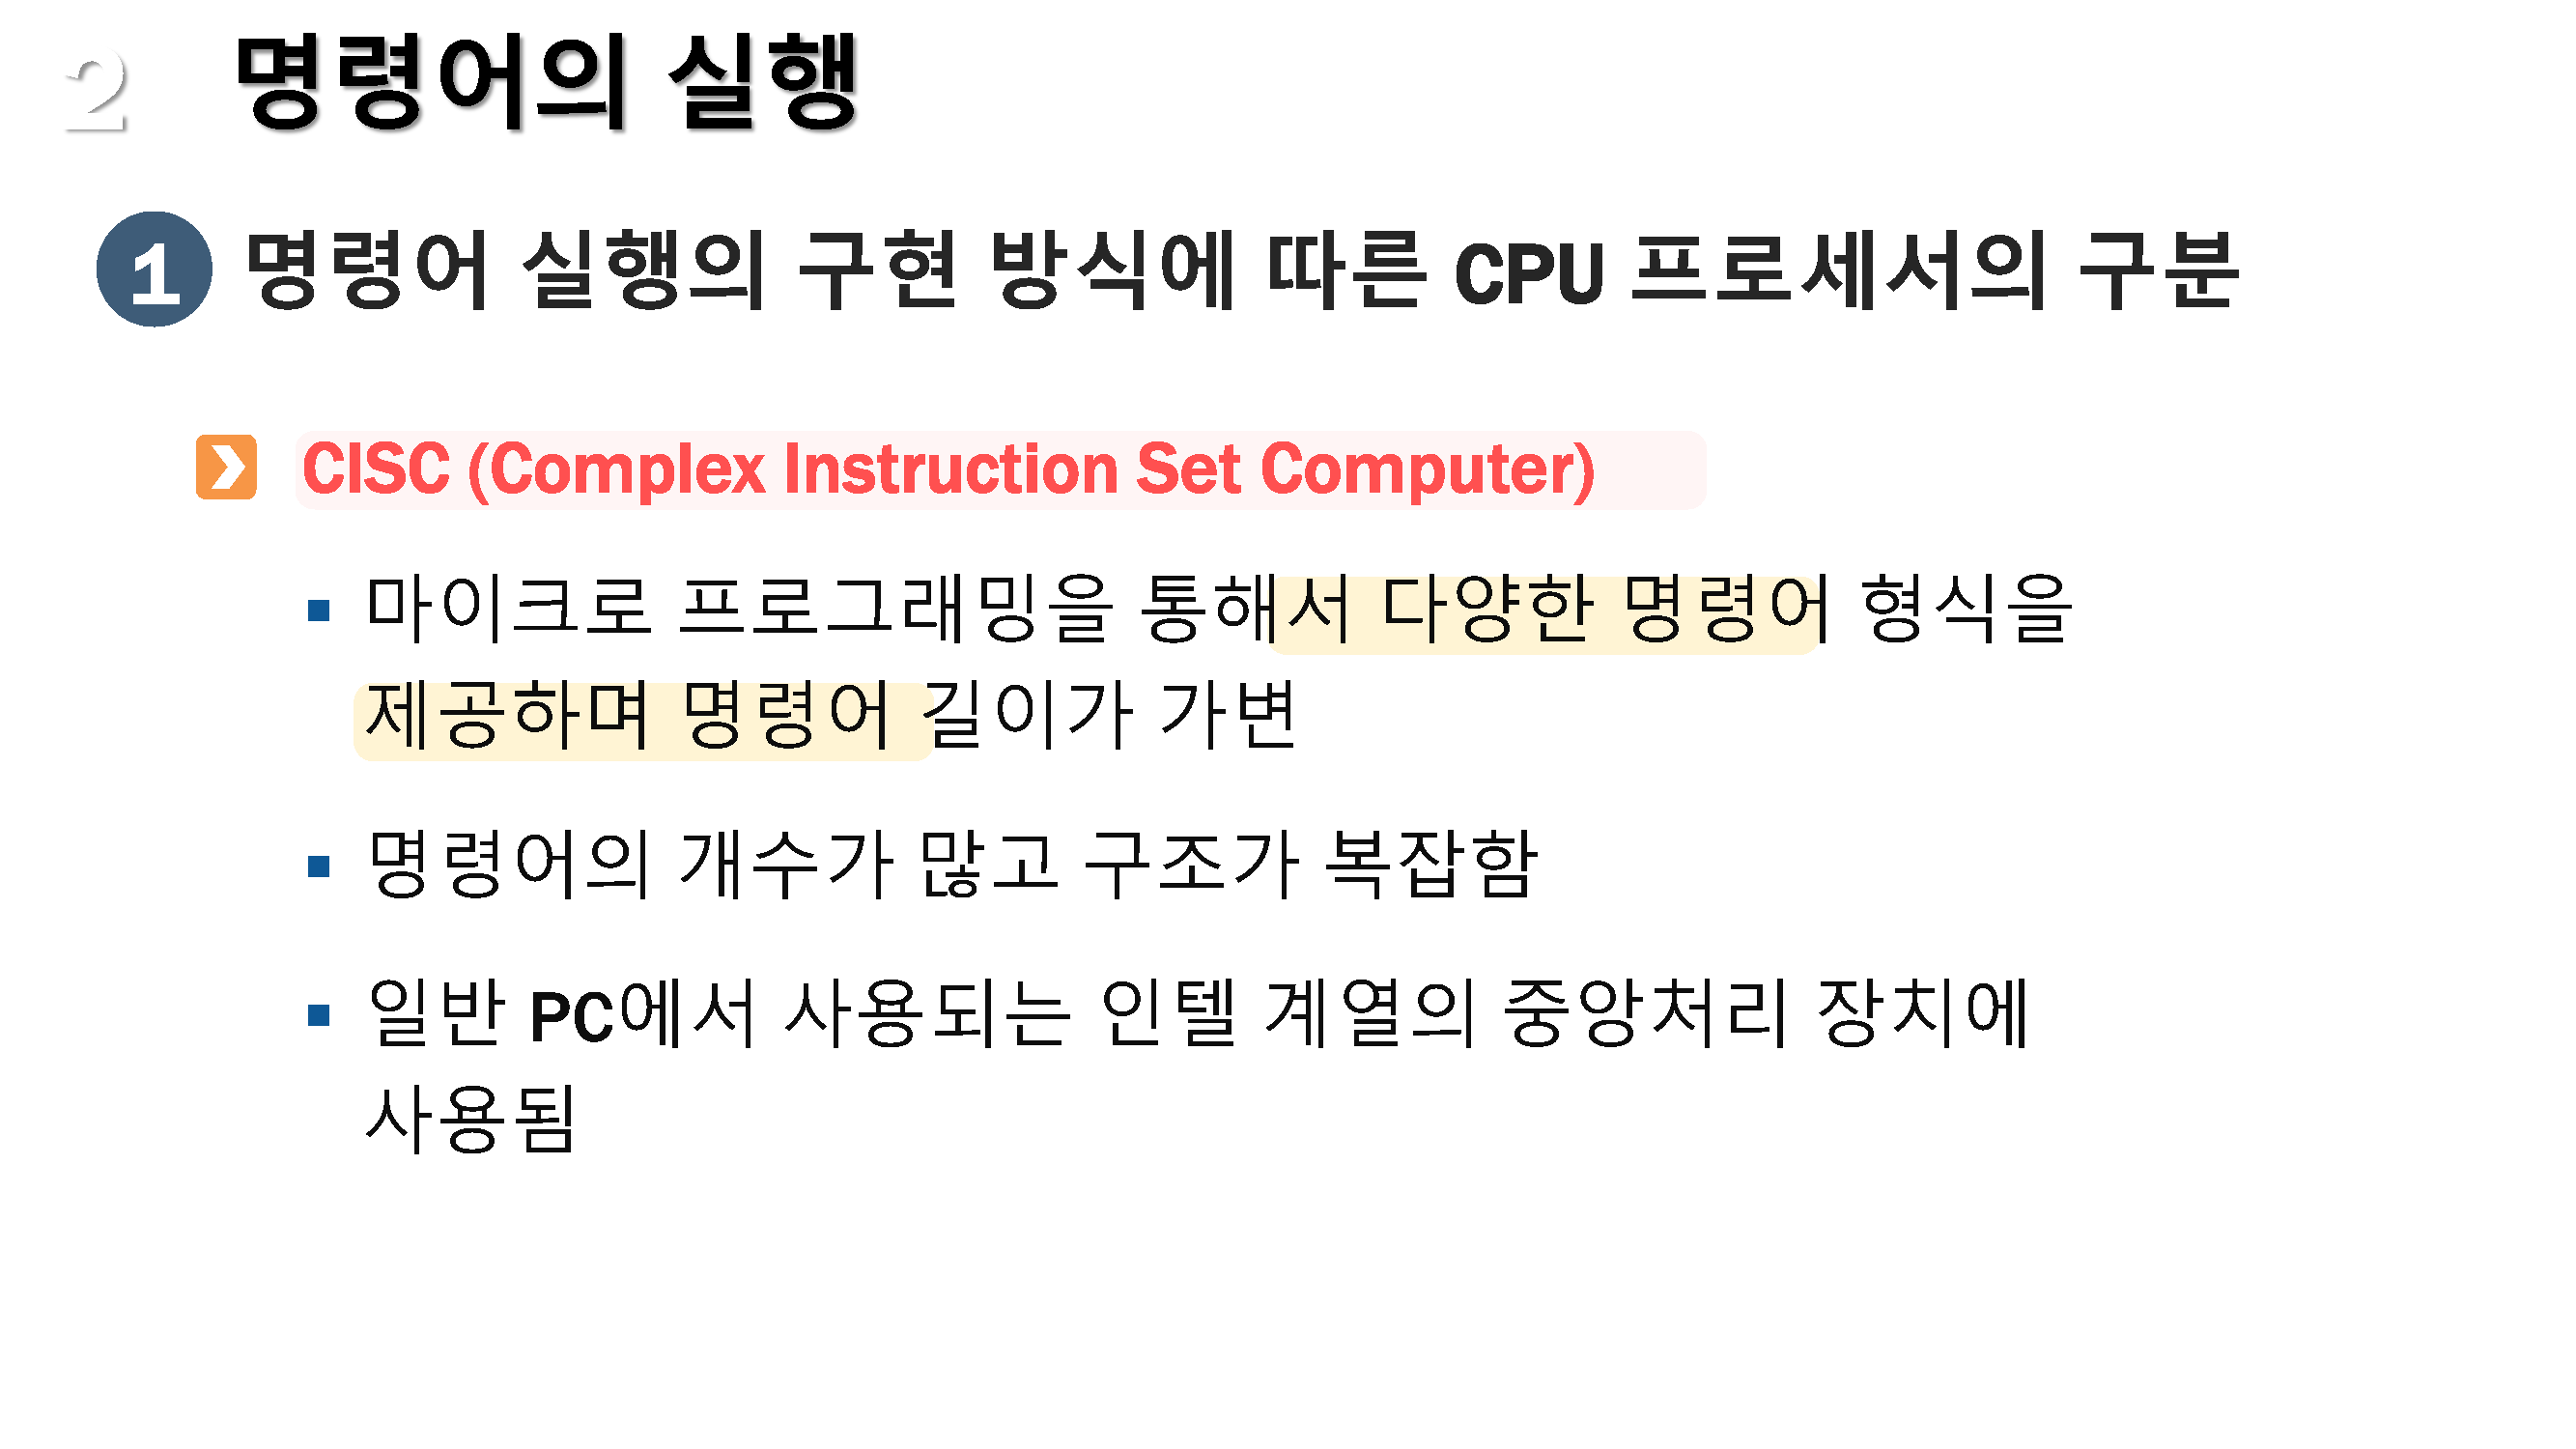 2 명령어의 실행
1 명령어 실행의 구현 방식에 따른 CPU 프로세서의 구분
CISC (Complex Instruction Set Computer)
▪ 마이크로 프로그래밍을 통해서 다양한 명령어 형식을
제공하며 명령어 길이가 가변
▪ 명령어의 개수가 많고 구조가 복잡함
▪ 일반 PC에서 사용되는 인텔 계열의 중앙처리 장치에
사용됨